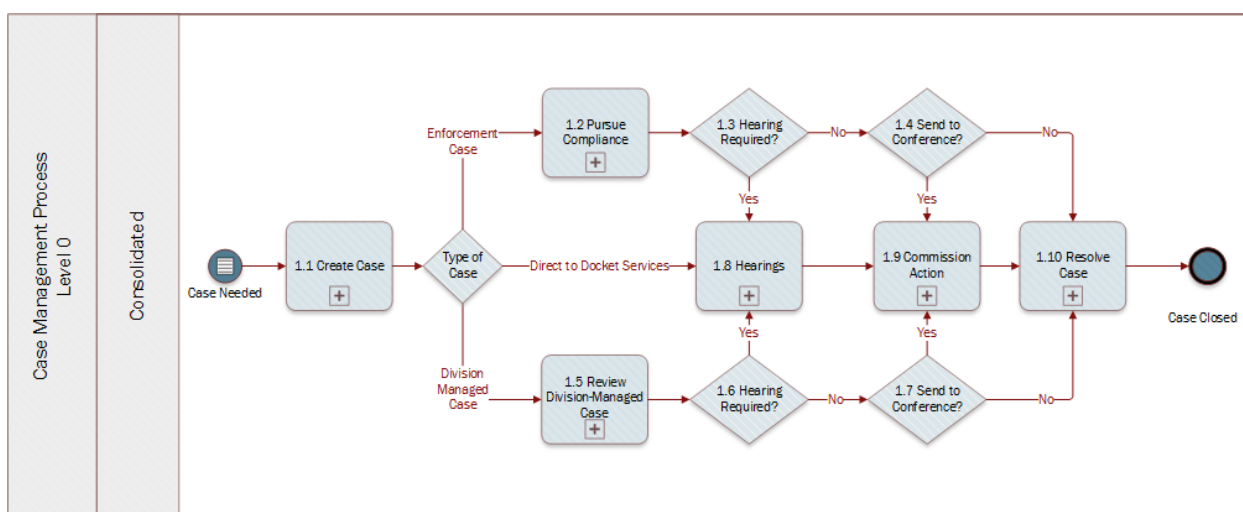 Case Management Process
Level 0
Consolidated
Case Needed
1.1 Create Case
Type of
Case
Enforcement
Case
1.2 Pursue
Compliance
1.3 Hearing
Required?
No
1.4 Send to
Conference?
No
Yes
Yes
Direct to Docket Services
1.8 Hearings
1.9 Commission
Action
1.10 Resolve
Case
Case Closed
Yes
Yes
Division
Managed
Case
1.5 Review
Division-Managed
Case
1.6 Hearing
Required?
No
1.7 Send to
Conference?
No